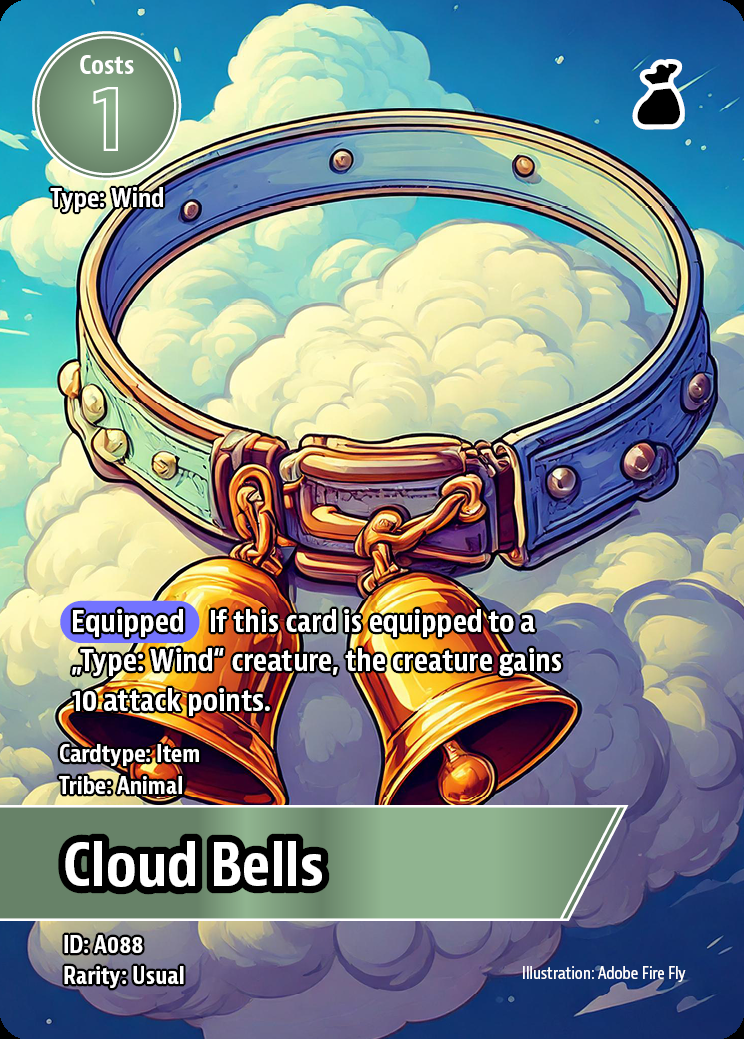 Costs
1
Type: Wind
Equipped If this card is equipped to a
„Type: Wind“ creature, the creature gains
10 attack points.
Cardtype: Item
Tribe: Animal
Cloud Bells
ID: A088
Rarity: Usual
Illustration: Adobe Fire Fly